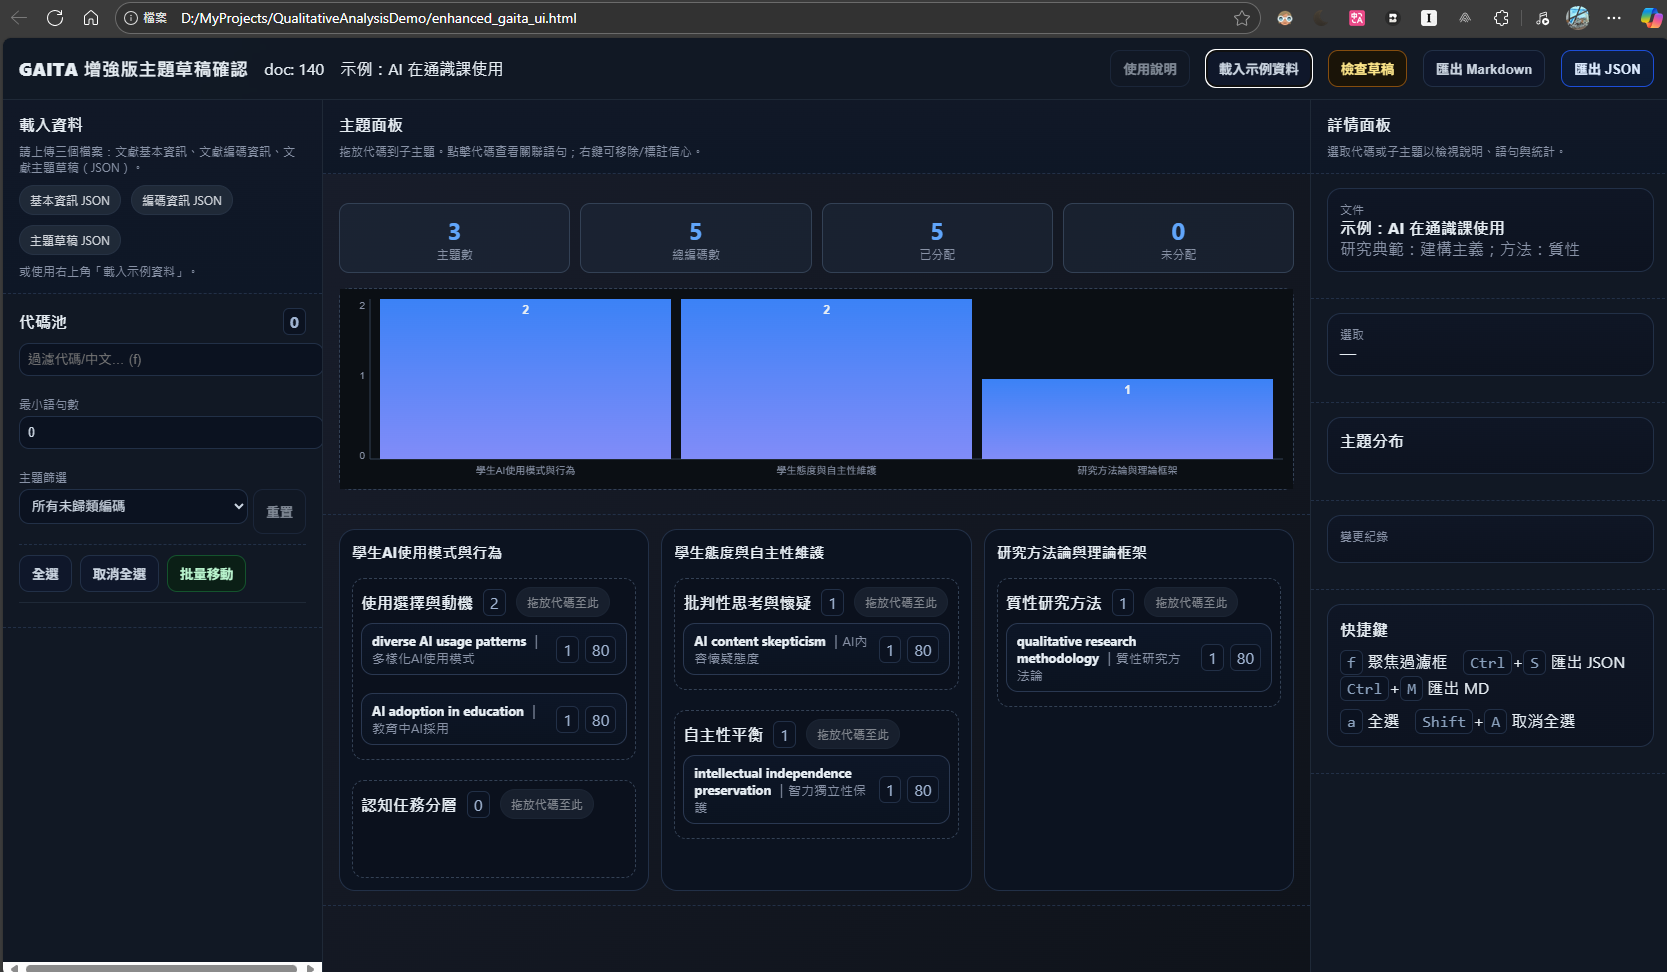 檔案 D:/MyProjects/QualitativeAnalysisDemo/enhanced_gaita_ui.html
GAITA 增強版主題草稿確認 doc: 140 示例：AI 在通識課使用
使用說明 載入示例資料 檢查草稿 匯出 Markdown 匯出 JSON
載入資料
請上傳三個檔案：文獻基本資訊、文獻編碼資訊、文
獻主題草稿（JSON）。
基本資訊 JSON 編碼資訊 JSON
主題草稿 JSON
或使用右上角「載入示例資料」。
代碼池 0
過濾代碼/中文… (f)
最小語句數
0
主題篩選
所有未歸類編碼 重置
全選 取消全選 批量移動
主題面板
拖放代碼到子主題。點擊代碼查看關聯語句；右鍵可移除/標註信心。
3
主題數
5
總編碼數
5
已分配
0
未分配
2
1
0
2
2
1
學生AI使用模式與行為
學生態度與自主性維護
研究方法論與理論框架
學生AI使用模式與行為
使用選擇與動機 2 拖放代碼至此
diverse AI usage patterns ｜ 1 80
多樣化AI使用模式
AI adoption in education ｜ 1 80
教育中AI採用
認知任務分層 0 拖放代碼至此
學生態度與自主性維護
批判性思考與懷疑 1 拖放代碼至此
AI content skepticism ｜AI內 1 80
容懷疑態度
自主性平衡 1 拖放代碼至此
intellectual independence
preservation ｜智力獨立性保 1 80
護
研究方法論與理論框架
質性研究方法 1 拖放代碼至此
qualitative research
methodology ｜質性研究方 1 80
法論
詳情面板
選取代碼或子主題以檢視說明、語句與統計。
文件
示例：AI 在通識課使用
研究典範：建構主義；方法：質性
選取
—
主題分布
變更紀錄
快捷鍵
f 聚焦過濾框 Ctrl+S 匯出 JSON
Ctrl+M 匯出 MD
a 全選 Shift+A 取消全選